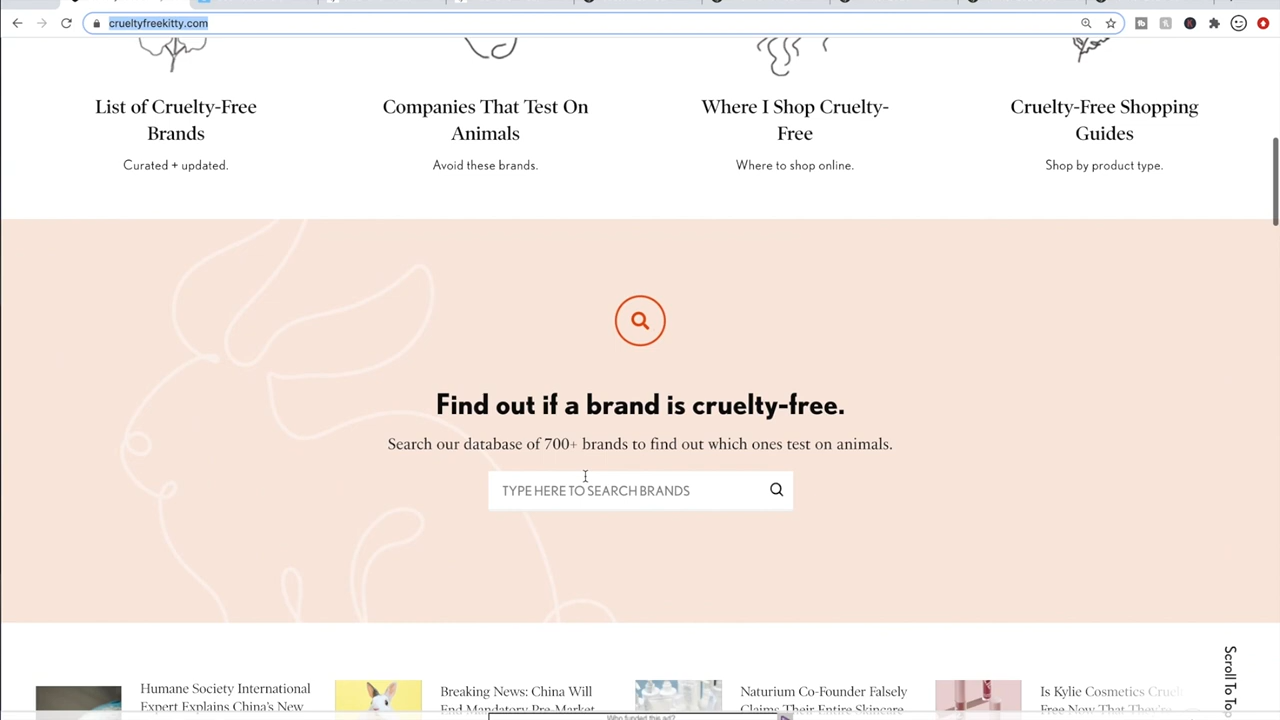 crueltyfreekitty.com
List of Cruelty-Free
Brands
Curated + updated.
Companies That Test On
Animals
Avoid these brands.
Where I Shop Cruelty-
Free
Where to shop online.
Cruelty-Free Shopping
Guides
Shop by product type.
Find out if a brand is cruelty-free.
Search our database of 700+ brands to find out which ones test on animals.
TYPE HERE TO SEARCH BRANDS
Scroll To Top
Humane Society International
Expert Explains China's New
Breaking News: China Will
End Mandatory Pre-Market
Naturium Co-Founder Falsely
Claims Their Entire Skincare
Is Kylie Cosmetics Cruel
Free Now That They're
Who funded this ad?